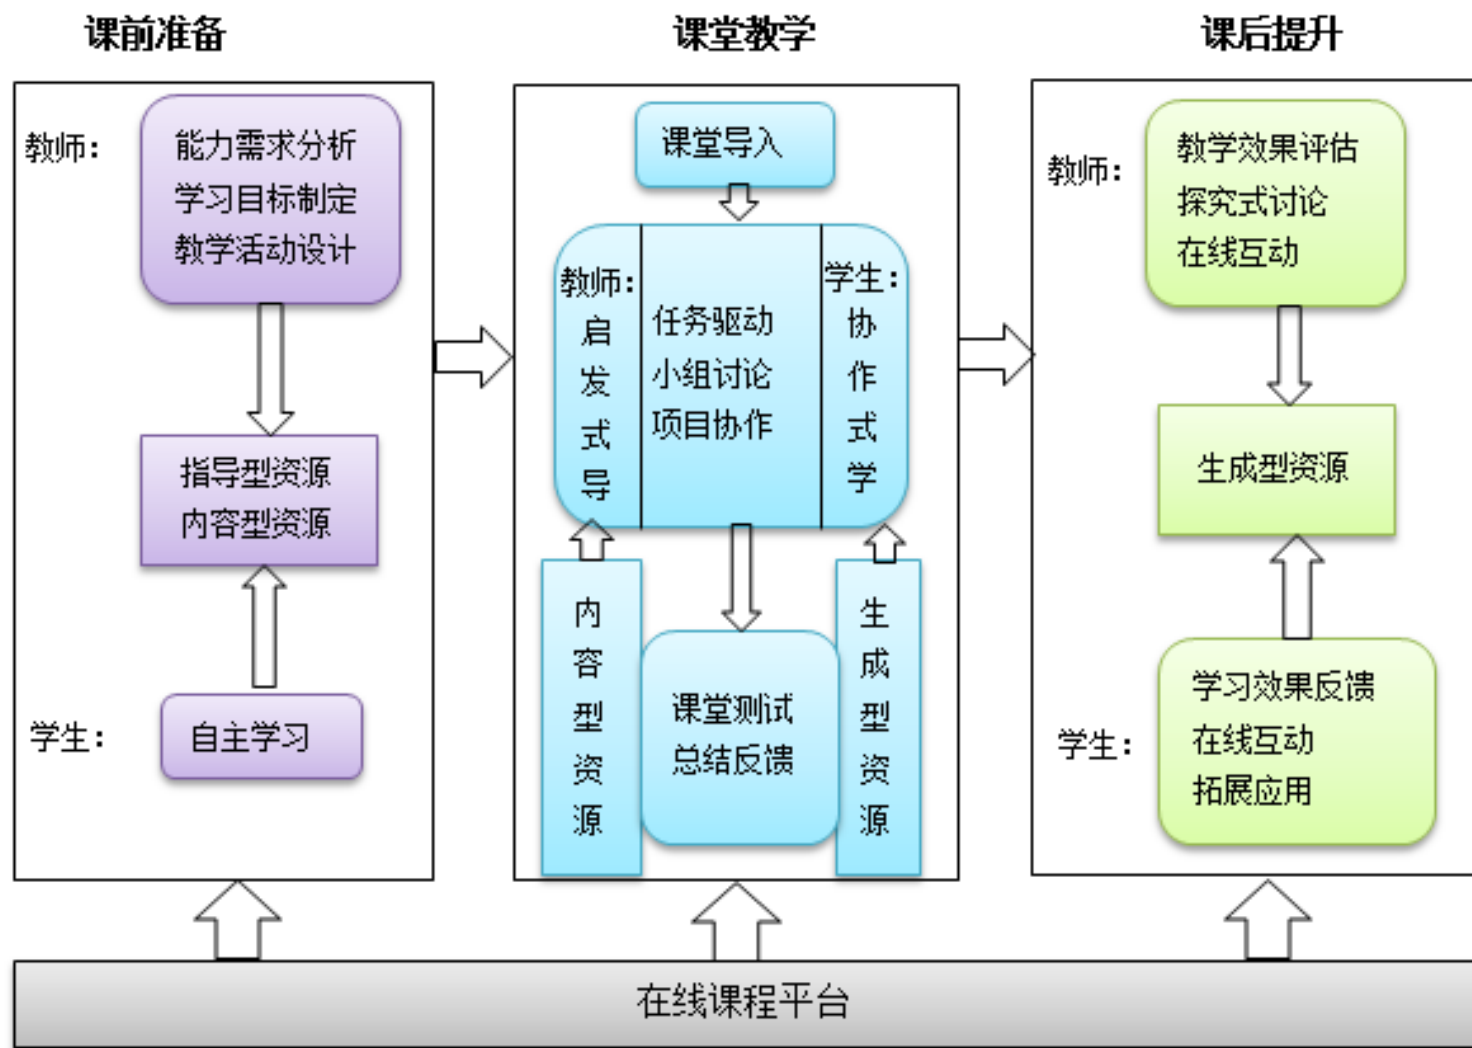 课前准备
教师：
能力需求分析
学习目标制定
教学活动设计
指导型资源
内容型资源
学生：
自主学习
课堂教学
课堂导入
教师：
启发式导
任务驱动
小组讨论
项目协作
学生：
协作式学
内容型资源
课堂测试
总结反馈
生成型资源
课后提升
教师：
教学效果评估
探究式讨论
在线互动
生成型资源
学生：
学习效果反馈
在线互动
拓展应用
在线课程平台